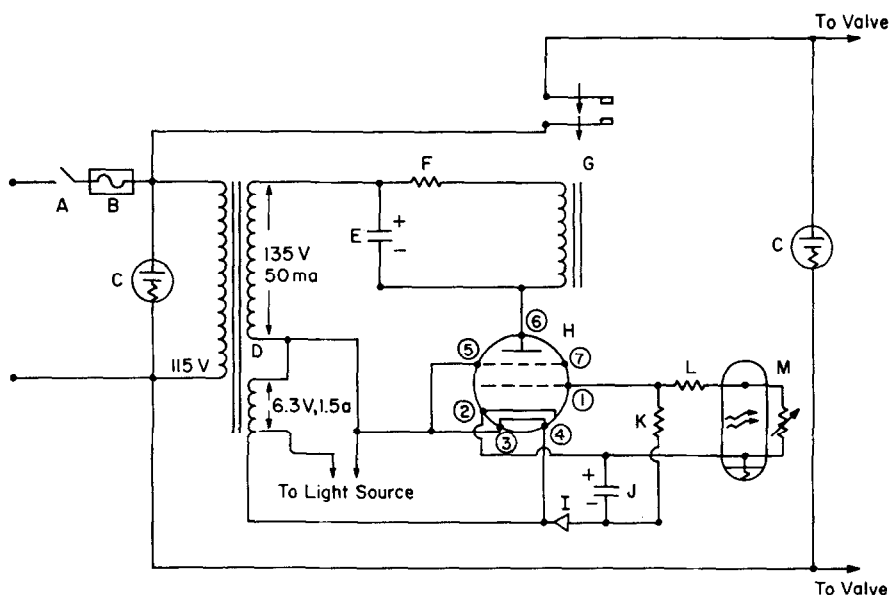 To Valve
A
B
C
115 V
D
135 V
50 ma
6.3 V, 1.5 a
To Light Source
E
+
-
F
G
H
⑥
⑤
⑦
①
②
③
④
I
J
+
-
K
L
M
C
To Valve